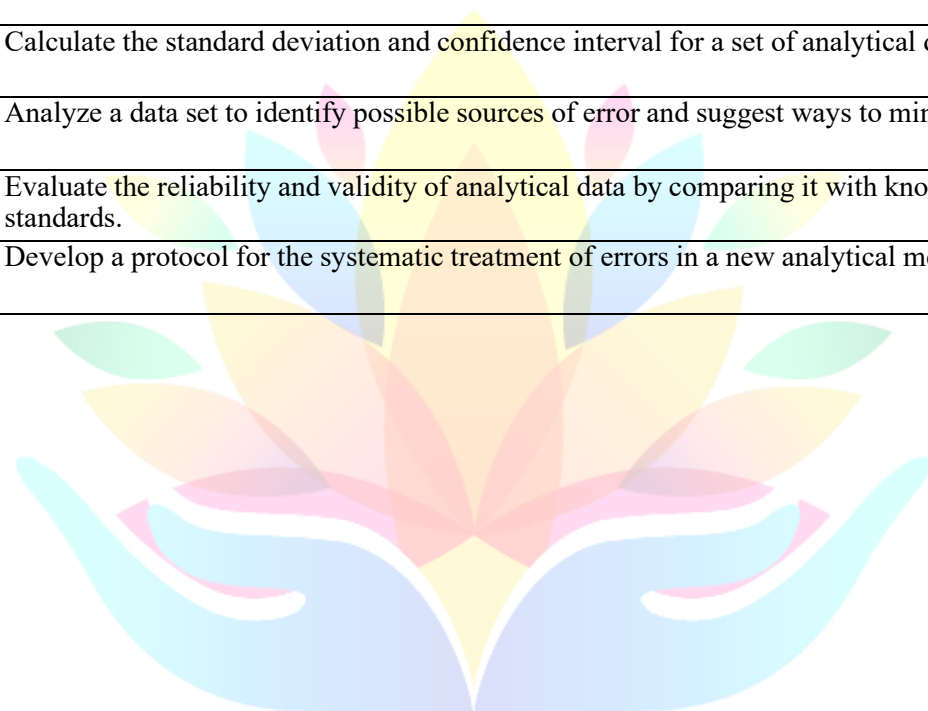 Calculate the standard deviation and confidence interval for a set of analytical
Analyze a data set to identify possible sources of error and suggest ways to
Evaluate the reliability and validity of analytical data by comparing it with
standards.
Develop a protocol for the systematic treatment of errors in a new analytical